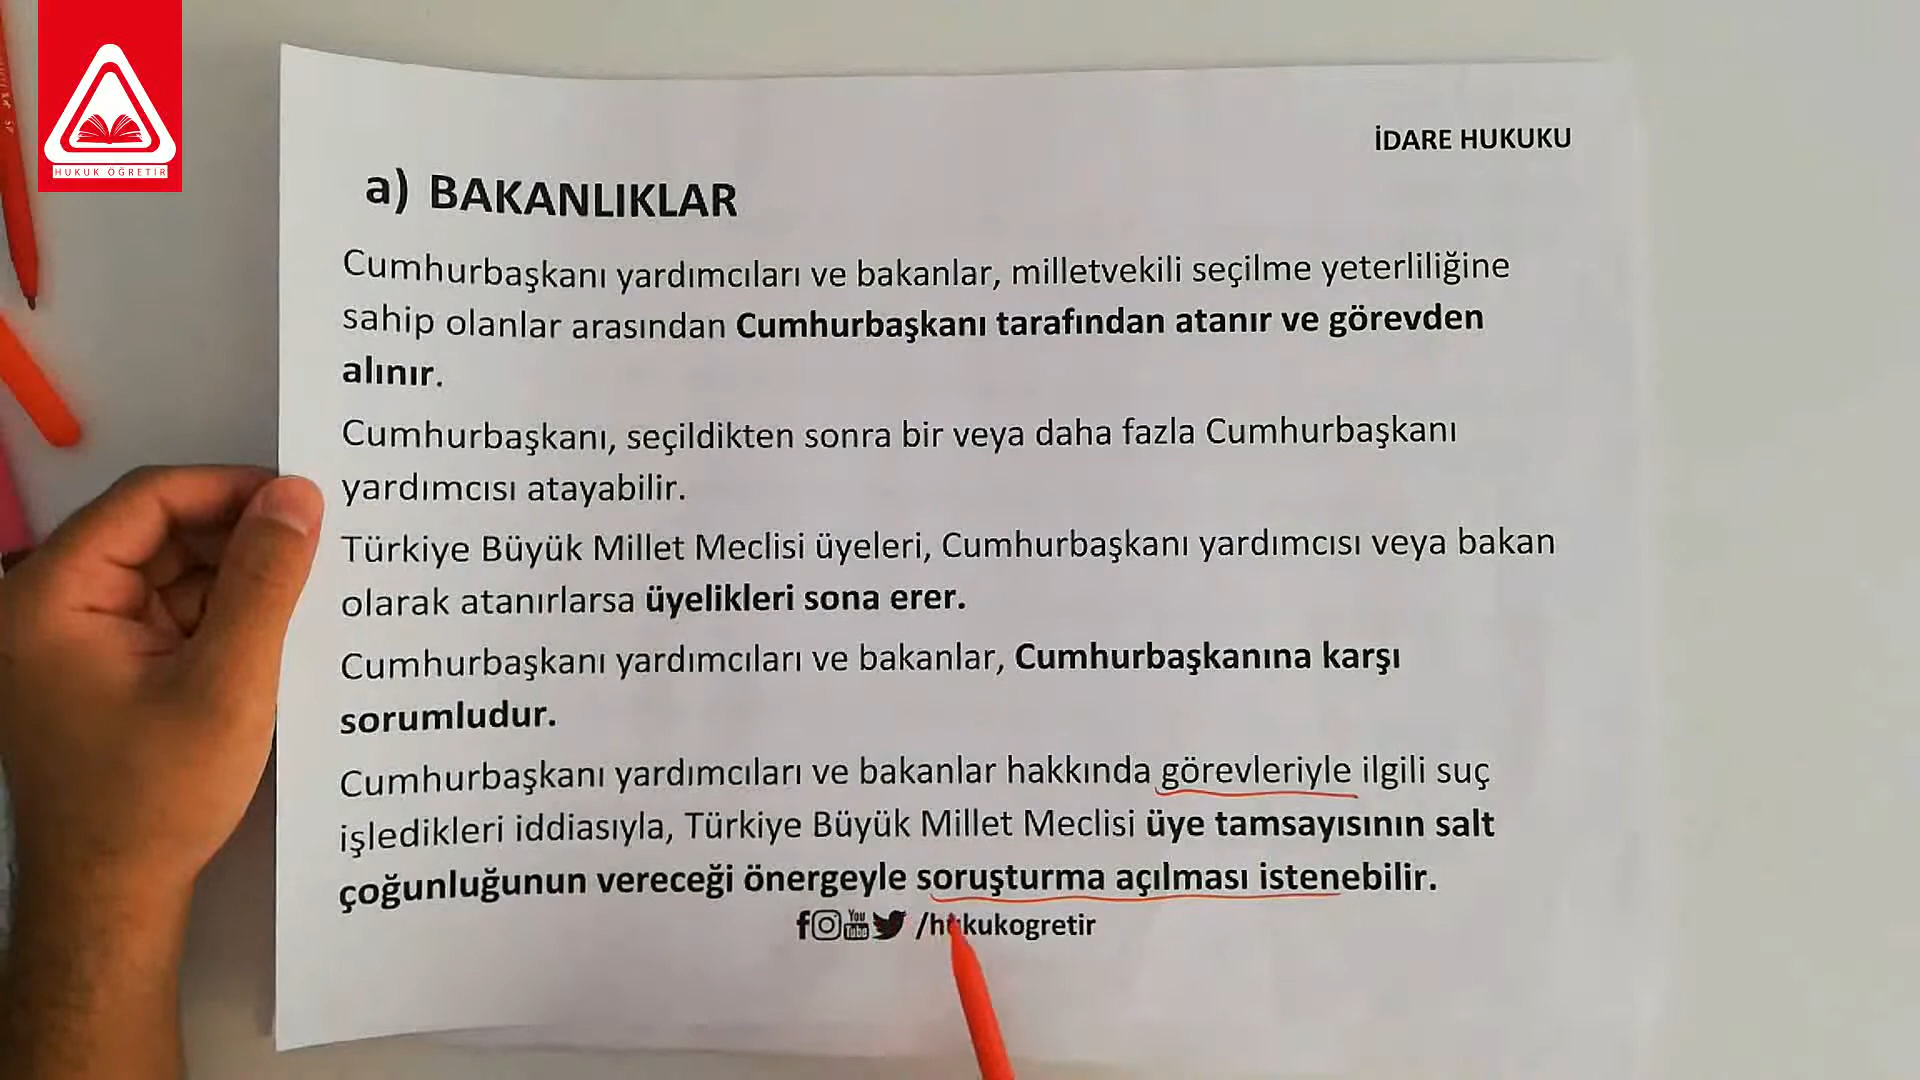 HUKUK ÖĞRETİR
İDARE HUKUKU
a) BAKANLIKLAR
Cumhurbaşkanı yardımcıları ve bakanlar, milletvekili seçilme yeterliliğine
sahip olanlar arasından Cumhurbaşkanı tarafından atanır ve görevden
alınır.
Cumhurbaşkanı, seçildikten sonra bir veya daha fazla Cumhurbaşkanı
yardımcısı atayabilir.
Türkiye Büyük Millet Meclisi üyeleri, Cumhurbaşkanı yardımcısı veya bakan
olarak atanırlarsa üyelikleri sona erer.
Cumhurbaşkanı yardımcıları ve bakanlar, Cumhurbaşkanına karşı
sorumludur.
Cumhurbaşkanı yardımcıları ve bakanlar hakkında görevleriyle ilgili suç
işledikleri iddiasıyla, Türkiye Büyük Millet Meclisi üye tamsayısının salt
çoğunluğunun vereceği önergeyle soruşturma açılması istenebilir.
You Tube /hukukogretir